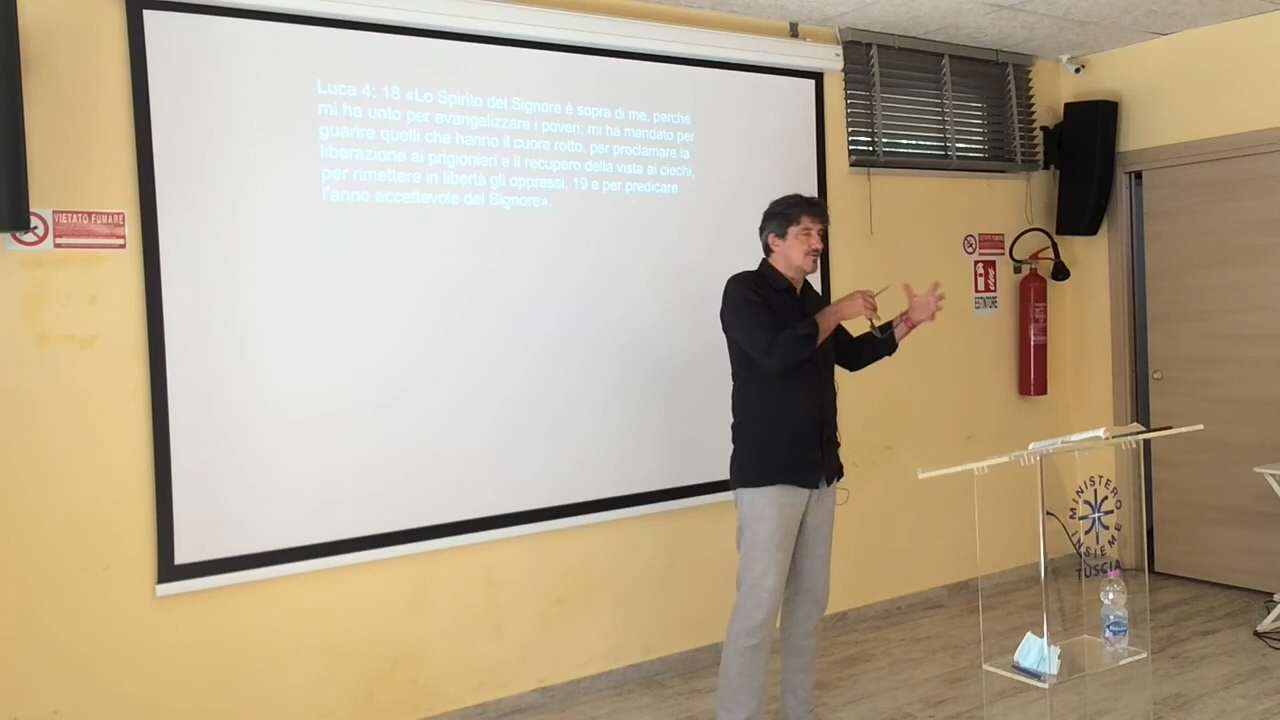 Luca 4: 18 «Lo Spirito del Signore è sopra di me, perche
mi ha unto per evangelizzare i poveri; mi ha mandato per
guarire quelli che hanno il cuore rotto, per proclamare la
liberazione ai prigionieri e il recupero della vista ai ciechi,
per rimettere in libertà gli oppressi, 19 e per predicare
l'anno accettevole del Signore».
VIETATO FUMARE
VIETATO FUMARE
ESTINTORE
MINISTERO
INSIEME
TUSCIA